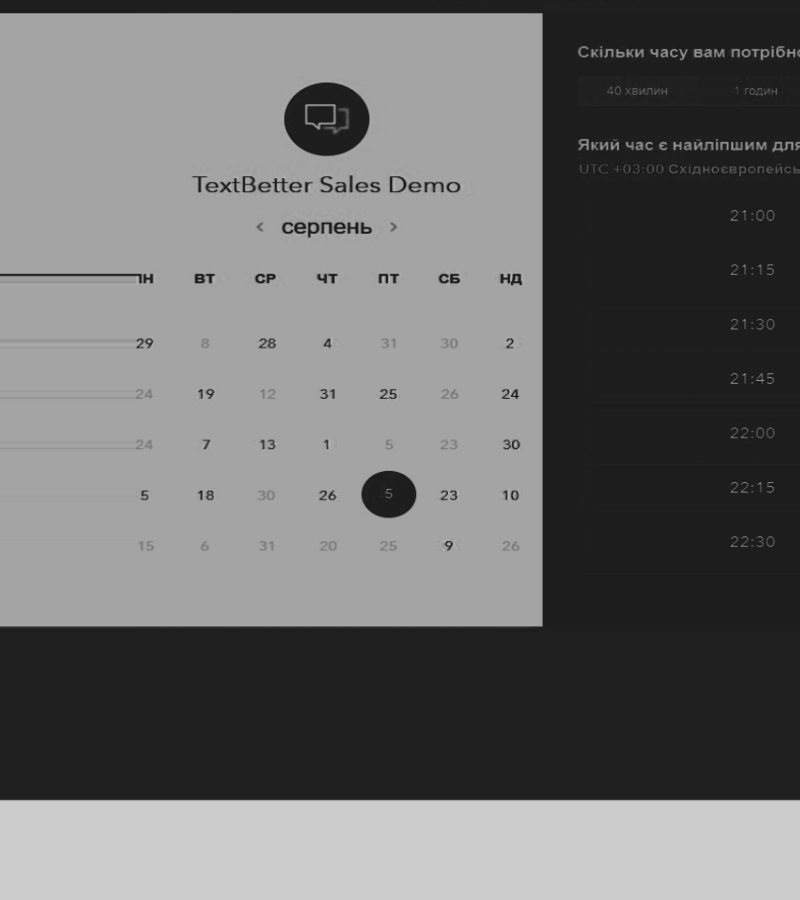 TextBetter Sales Demo
< серпень >
ПН ВТ СР ЧТ ПТ СБ НД
29 8 28 4 31 30 2
24 19 12 31 25 26 24
24 7 13 1 5 23 30
5 18 30 26 5 23 10
15 6 31 20 25 9 26
Скільки часу вам
40 хвилин 1 годин
Який час є найліпшим для
UTC +03:00
21:00
21:15
21:30
21:45
22:00
22:15
22:30